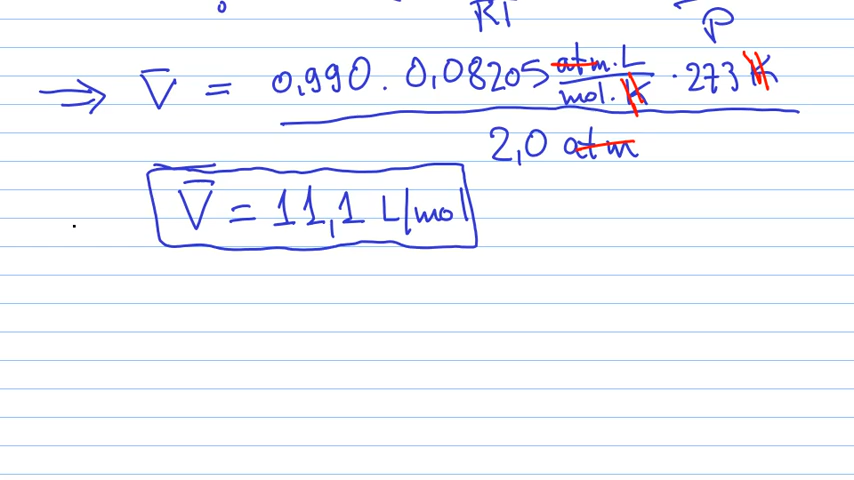 RT P
⇒ V̅ = 0,990 . 0,08205 atm.L/mol.K . 273 K
2,0 atm
V̅ = 11,1 L/mol